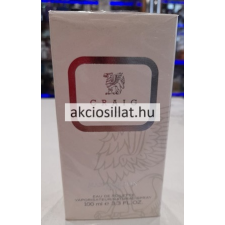 akciosillat.hu
CRAIG
EAU DE TOILETTE
100 ml e 3.3 FL.OZ.